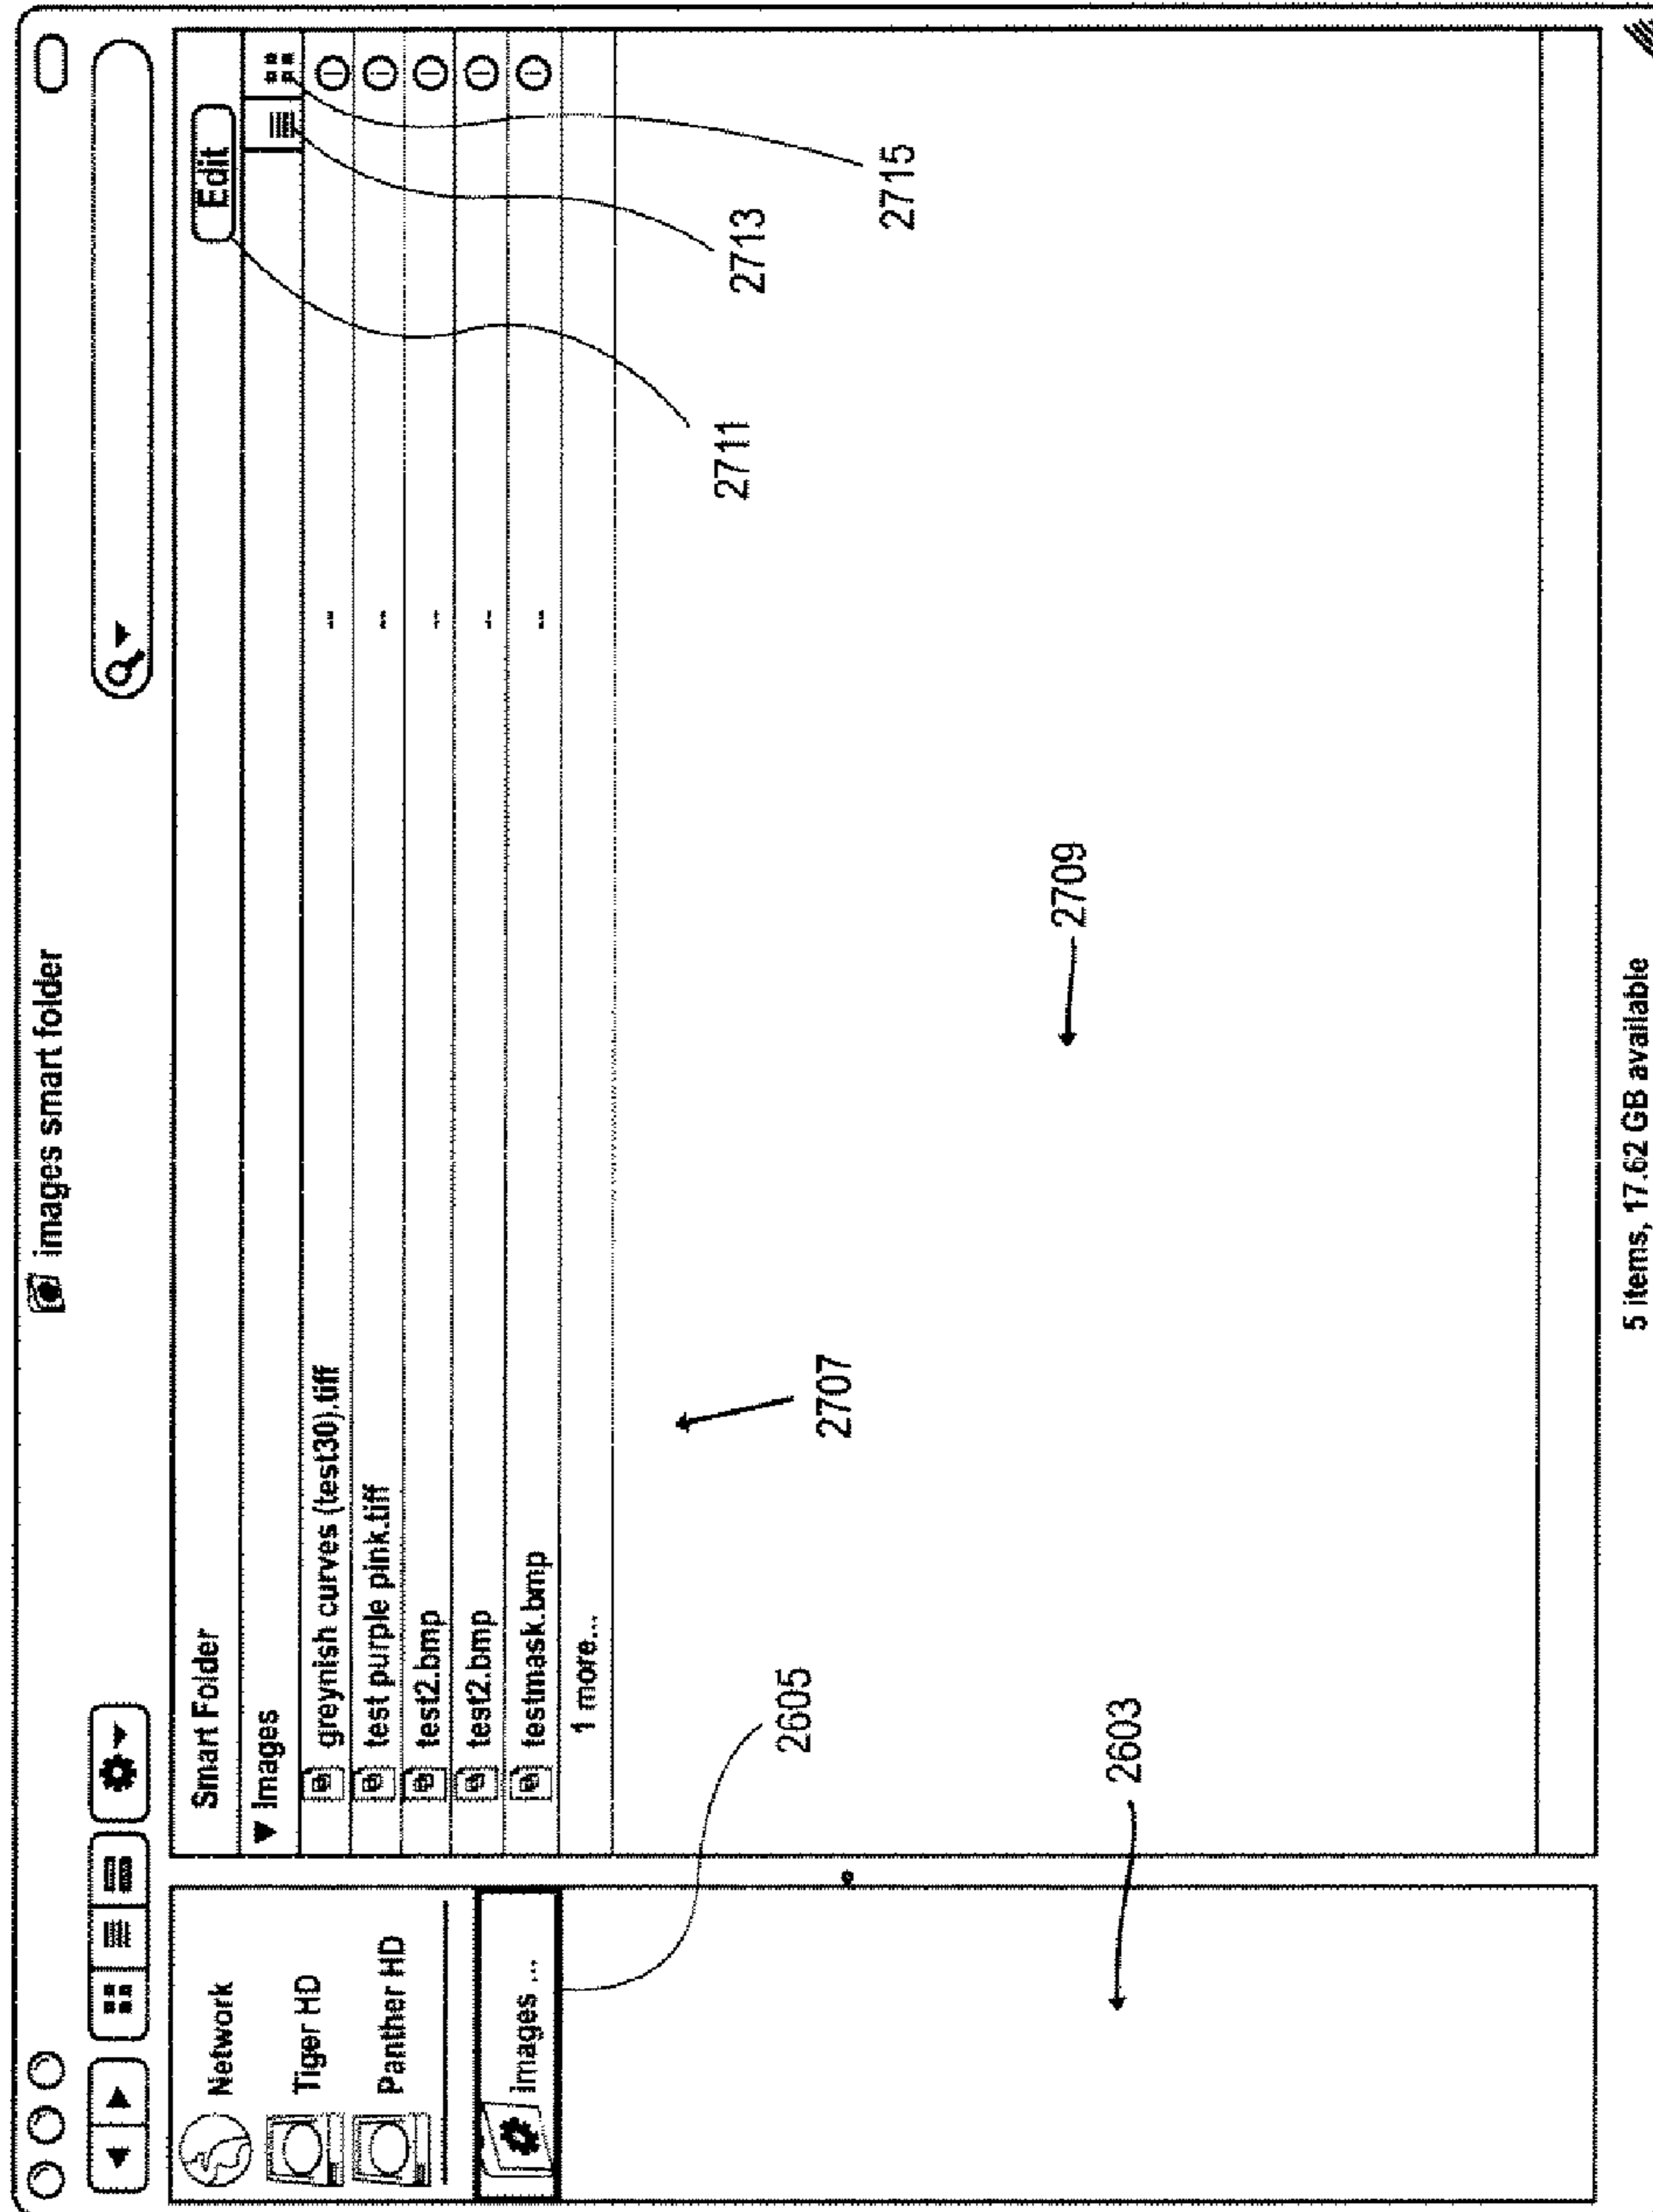 images smart folder
Network
Tiger HD
Panther HD
Images ...
Smart Folder
Edit
Images
greynish curves (test30).tiff --
test purple pink.tiff --
test2.bmp --
test2.bmp --
testmask.bmp --
1 more...
2711
2713
2715
2605
2707
2709
2603
5 items, 17.62 GB available